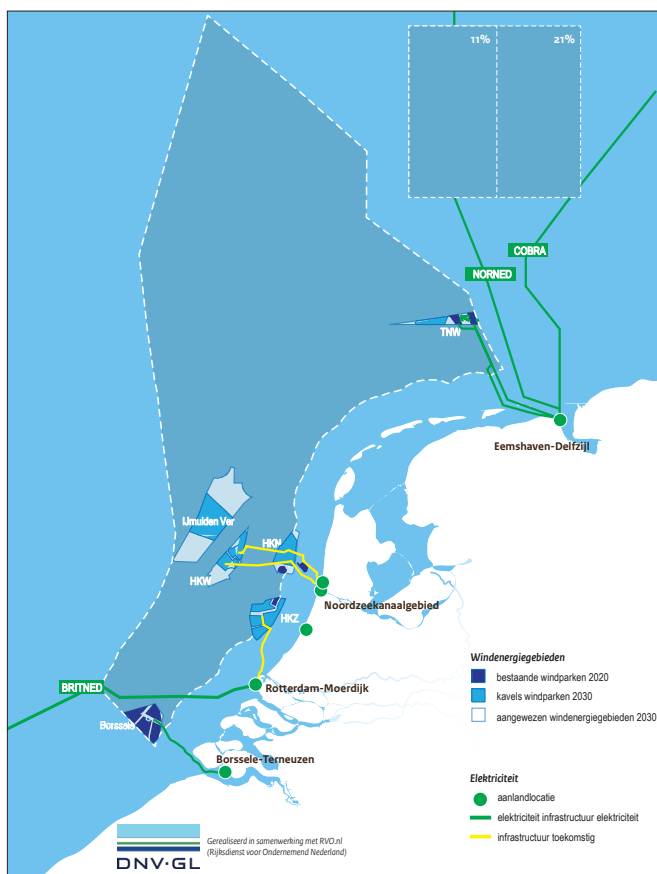 11%
21%
COBRA
NORNED
TNW
Eemshaven-Delfzijl
IJmuiden Ver
HKN
HKW
Noordzeekanaalgebied
HKZ
BRITNED
Rotterdam-Moerdijk
Borssele
Borssele-Terneuzen
Windenergiegebieden
bestaande windparken 2020
kavels windparken 2030
aangewezen windenergiegebieden 2030
Elektriciteit
aanlandlocatie
elektriciteit infrastructuur elektriciteit
infrastructuur toekomstig
Gerealiseerd in samenwerking met RVO.nl
(Rijksdienst voor Ondernemend Nederland)
DNV·GL